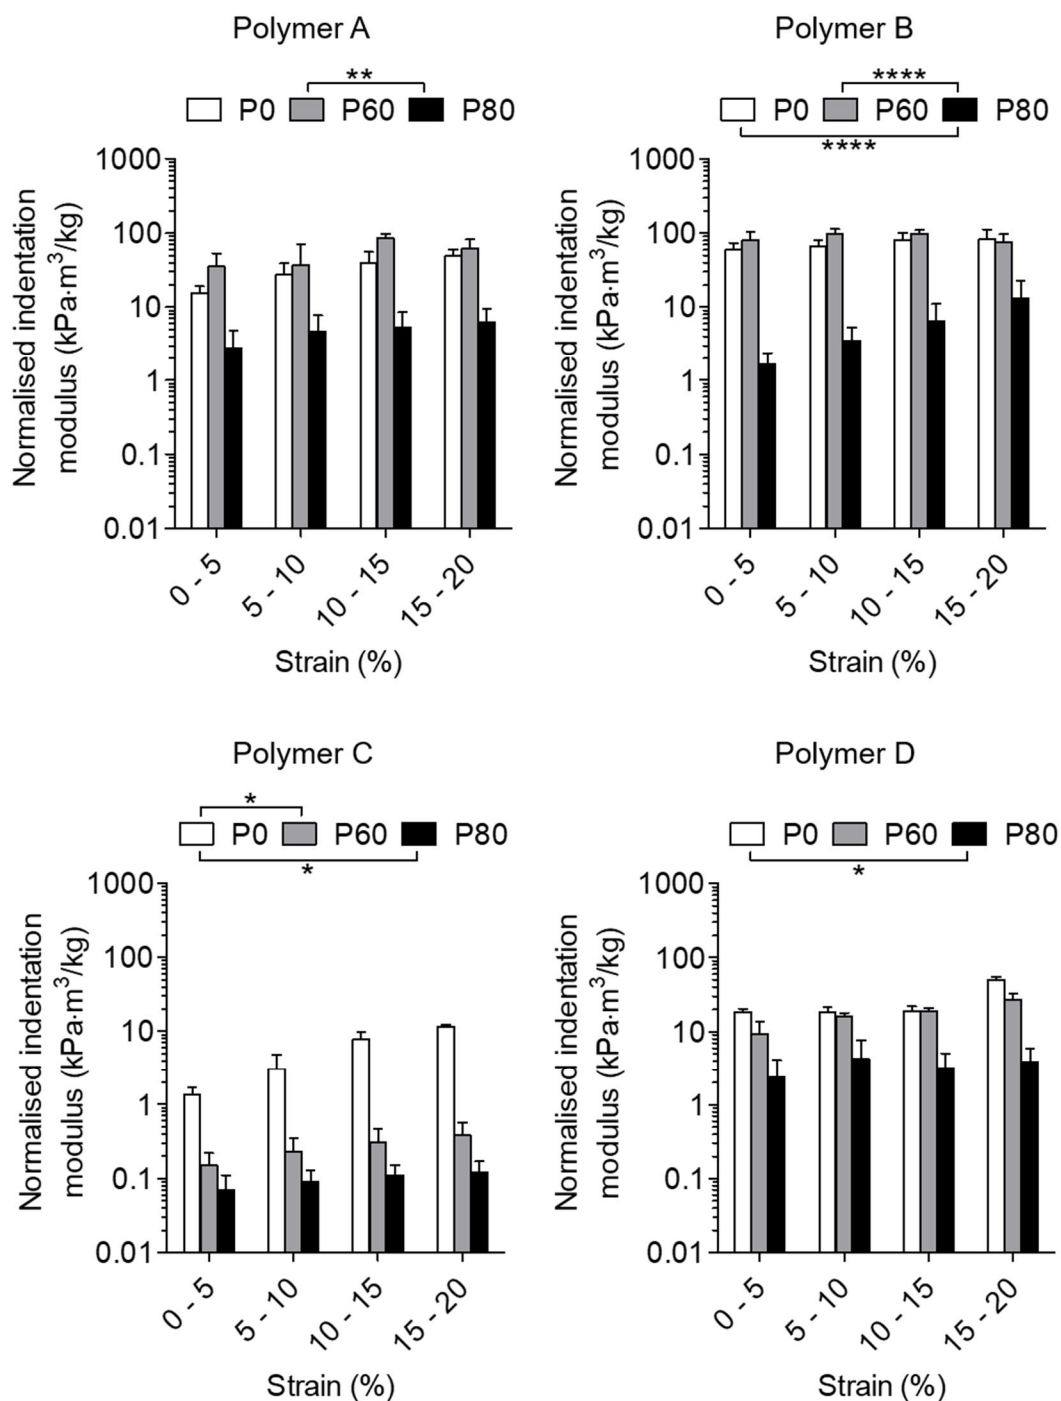 Polymer A
**
P0 P60 P80
Normalised indentation
modulus (kPa·m³/kg)
1000
100
10
1
0.1
0.01
0 - 5
5 - 10
10 - 15
15 - 20
Strain (%)
Polymer B
****
P0 P60 P80
****
Normalised indentation
modulus (kPa·m³/kg)
1000
100
10
1
0.1
0.01
0 - 5
5 - 10
10 - 15
15 - 20
Strain (%)
Polymer C
*
P0 P60 P80
*
Normalised indentation
modulus (kPa·m³/kg)
1000
100
10
1
0.1
0.01
0 - 5
5 - 10
10 - 15
15 - 20
Strain (%)
Polymer D
P0 P60 P80
*
Normalised indentation
modulus (kPa·m³/kg)
1000
100
10
1
0.1
0.01
0 - 5
5 - 10
10 - 15
15 - 20
Strain (%)